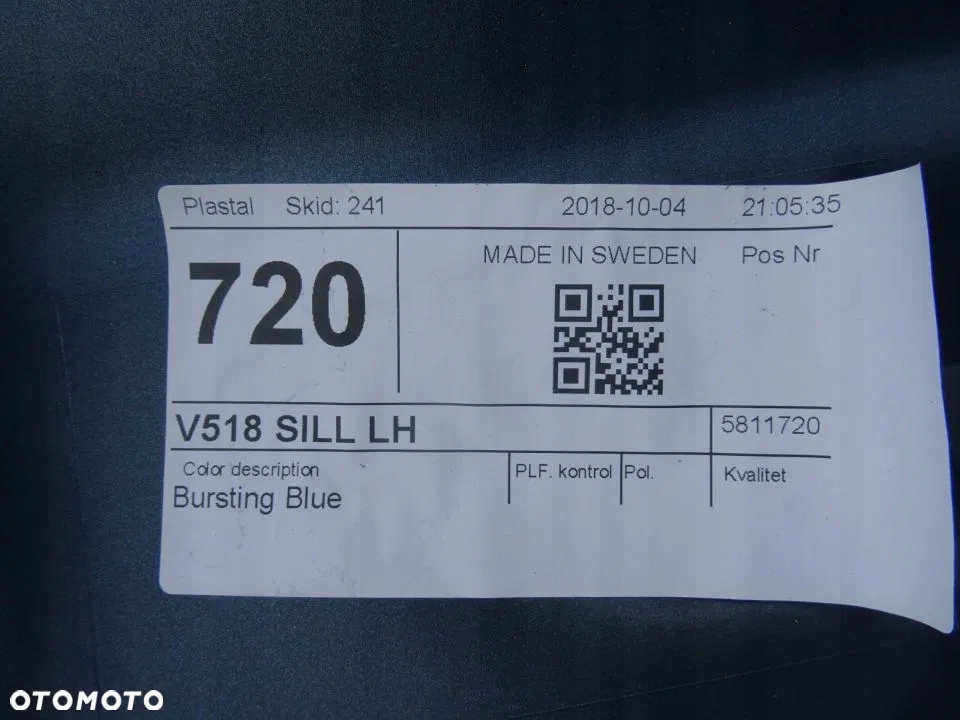 Plastal Skid: 241 2018-10-04 21:05:35
720 MADE IN SWEDEN Pos Nr
V518 SILL LH 5811720
Color description PLF. kontrol Pol. Kvalitet
Bursting Blue
OTOMOTO